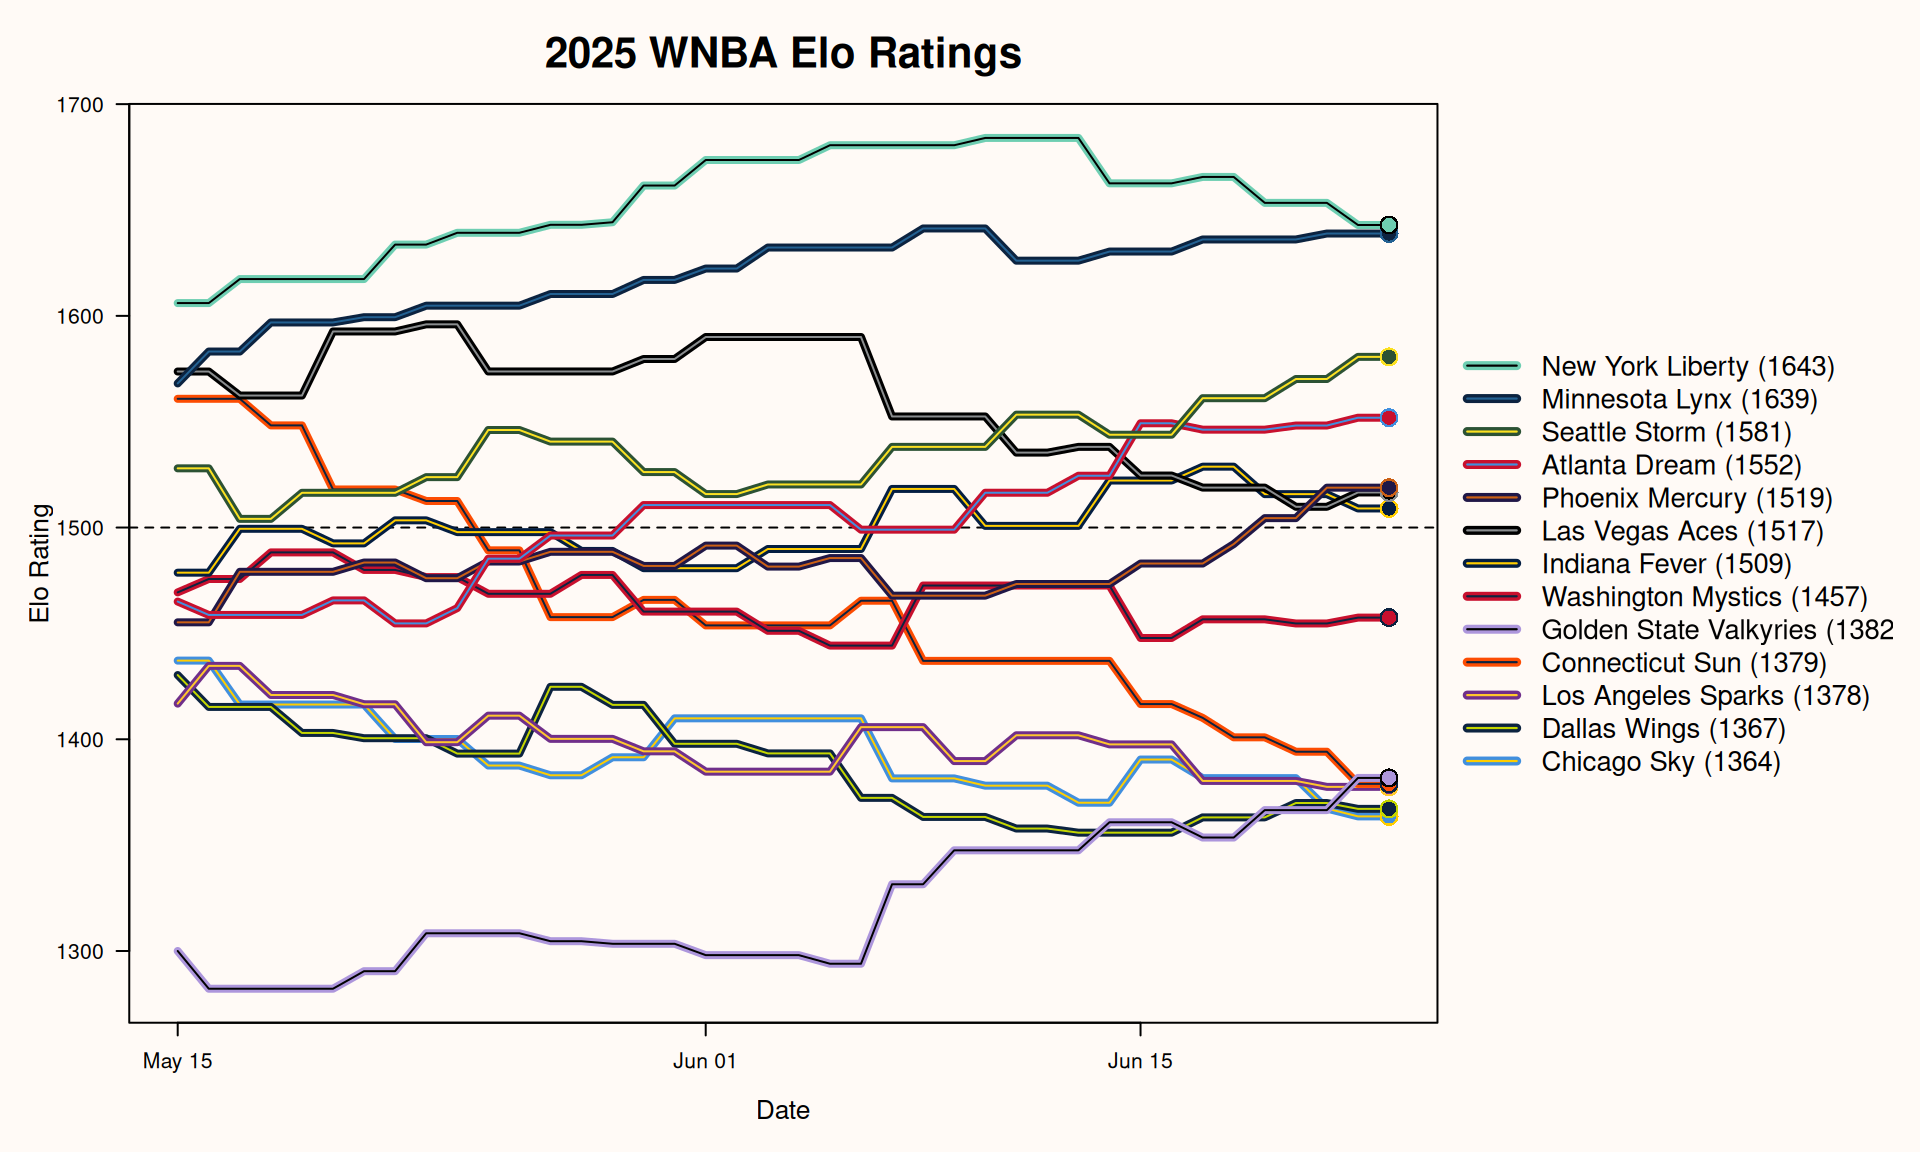 2025 WNBA Elo Ratings
1700
1600
1500
1400
1300
Elo Rating
May 15
Jun 01
Jun 15
Date
New York Liberty (1643)
Minnesota Lynx (1639)
Seattle Storm (1581)
Atlanta Dream (1552)
Phoenix Mercury (1519)
Las Vegas Aces (1517)
Indiana Fever (1509)
Washington Mystics (1457)
Golden State Valkyries (1382
Connecticut Sun (1379)
Los Angeles Sparks (1378)
Dallas Wings (1367)
Chicago Sky (1364)